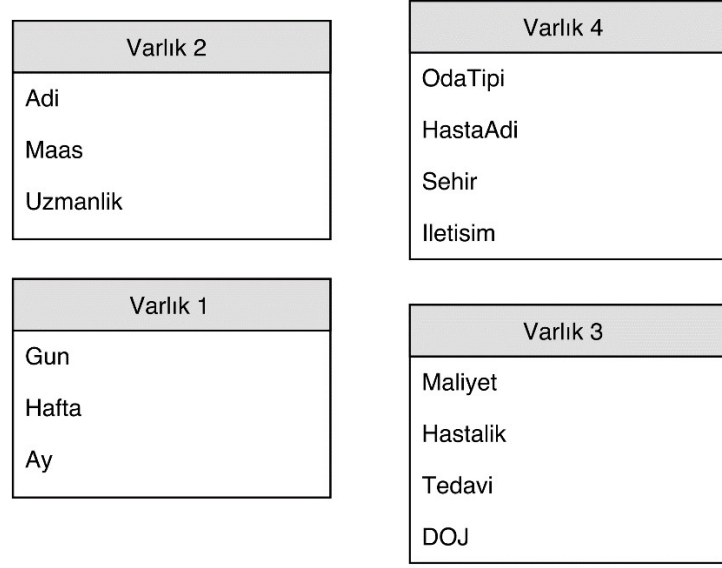 Varlık 2
Adi
Maas
Uzmanlik
Varlık 1
Gun
Hafta
Ay
Varlık 4
OdaTipi
HastaAdi
Sehir
Iletisim
Varlık 3
Maliyet
Hastalik
Tedavi
DOJ